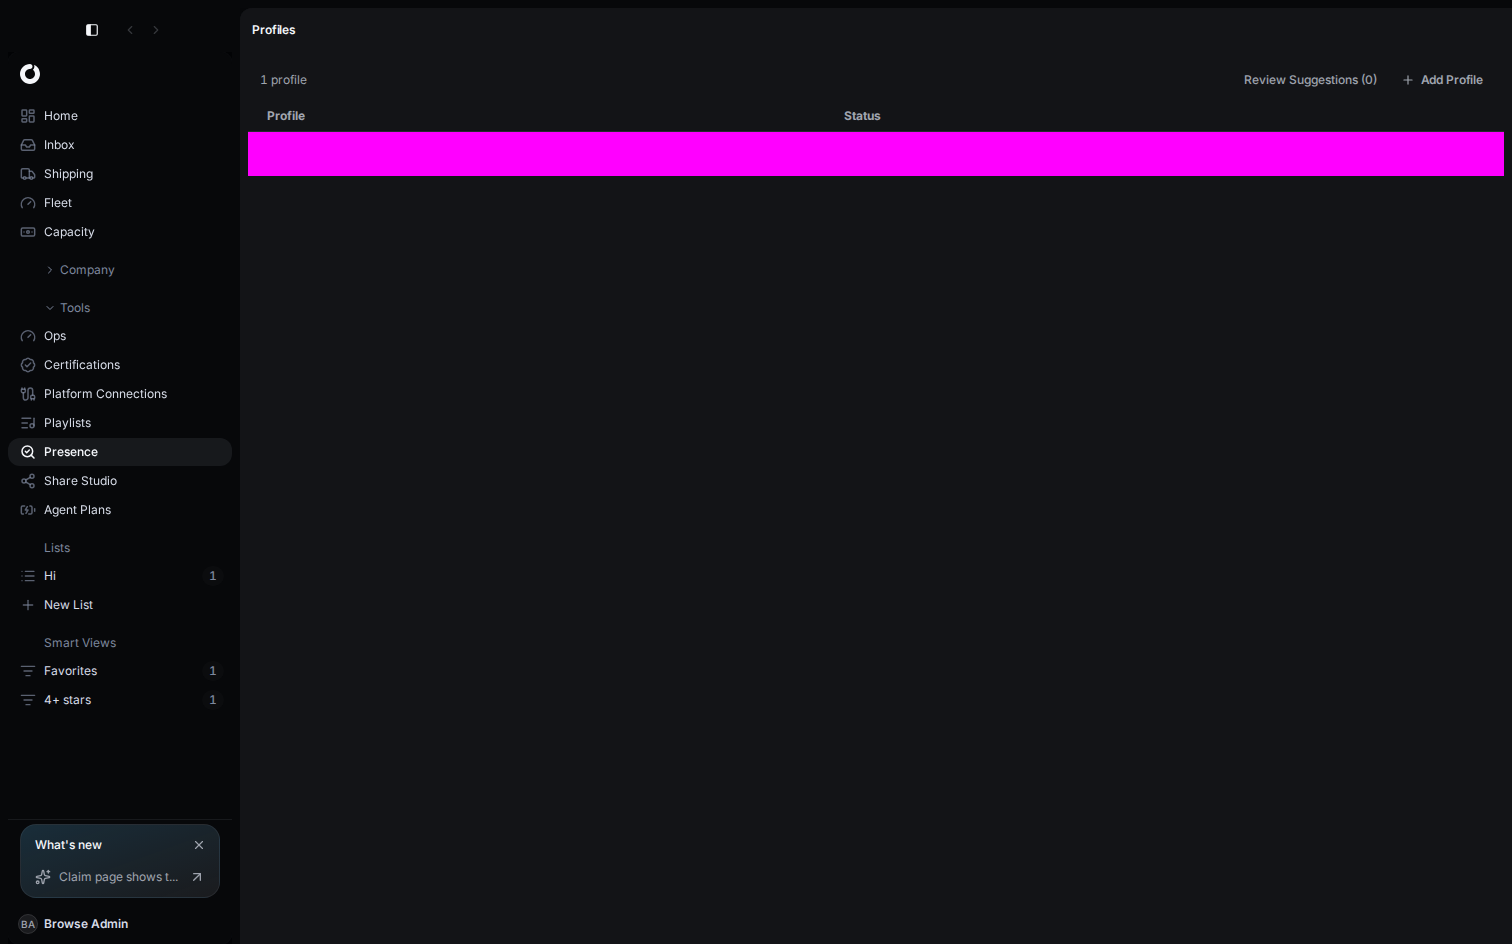 Profiles
1 profile
Review Suggestions (0)
Add Profile
Profile
Status
Home
Inbox
Shipping
Fleet
Capacity
Company
Tools
Ops
Certifications
Platform Connections
Playlists
Presence
Share Studio
Agent Plans
Lists
Hi
1
New List
Smart Views
Favorites
1
4+ stars
1
What's new
Claim page shows t...
BA
Browse Admin